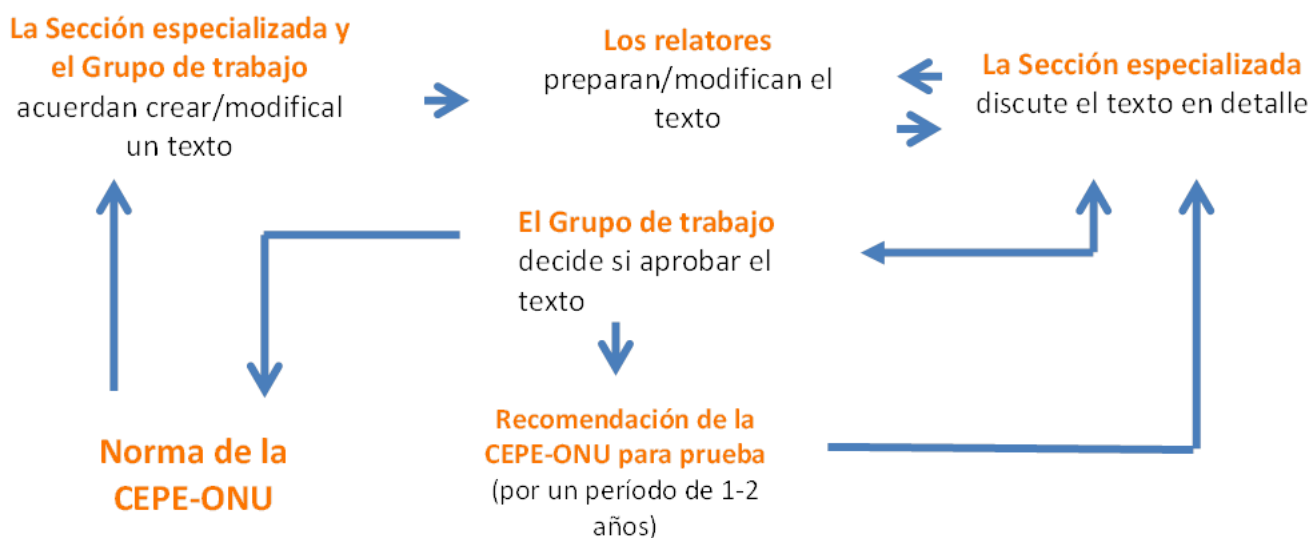 La Sección especializada y
el Grupo de trabajo
acuerdan crear/modifical
un texto
Los relatores
preparan/modifican el
texto
La Sección especializada
discute el texto en detalle
El Grupo de trabajo
decide si aprobar el
texto
Norma de la
CEPE-ONU
Recomendación de la
CEPE-ONU para prueba
(por un período de 1-2
años)